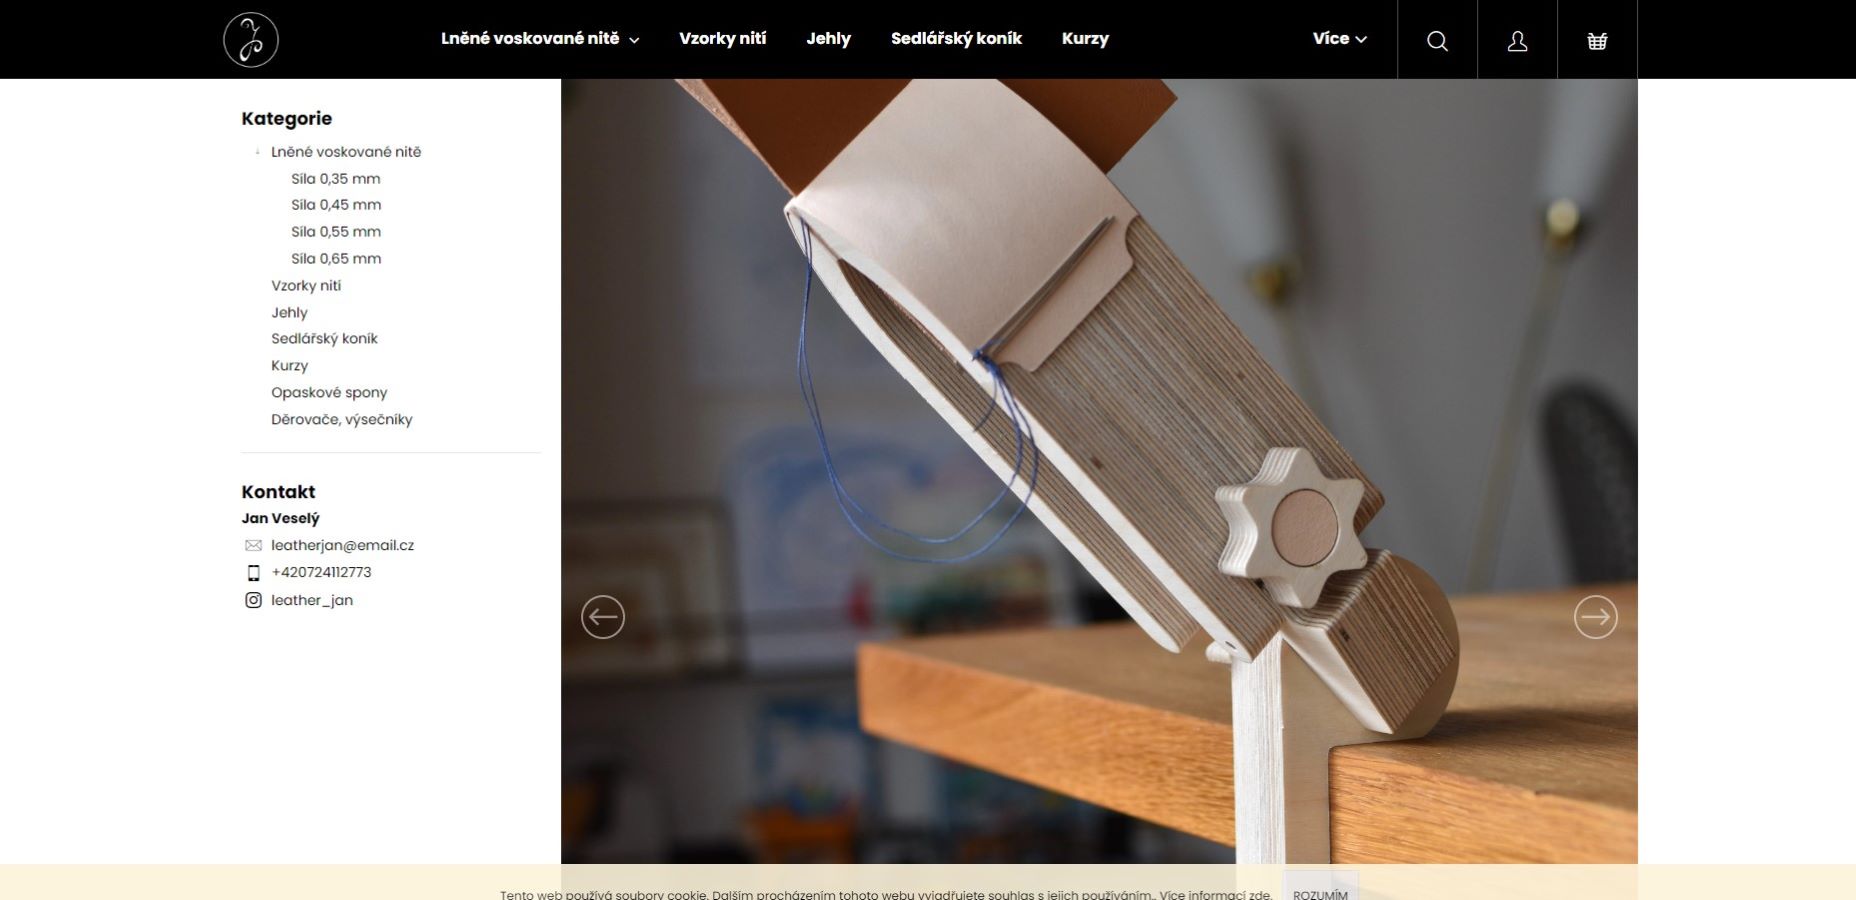 Lněné voskované nitě
Vzorky nití
Jehly
Sedlářský koník
Kurzy
Více
Kategorie
Lněné voskované nitě
Síla 0,35 mm
Síla 0,45 mm
Síla 0,55 mm
Síla 0,65 mm
Vzorky nití
Jehly
Sedlářský koník
Kurzy
Opaskové spony
Děrovače, výsečníky
Kontakt
Jan Veselý
leatherjan@email.cz
+420724112773
leather_jan
Tento web používá soubory cookie. Dalším procházením tohoto webu vyjadřujete souhlas s jejich používáním.. Více informací zde.
ROZUMÍM